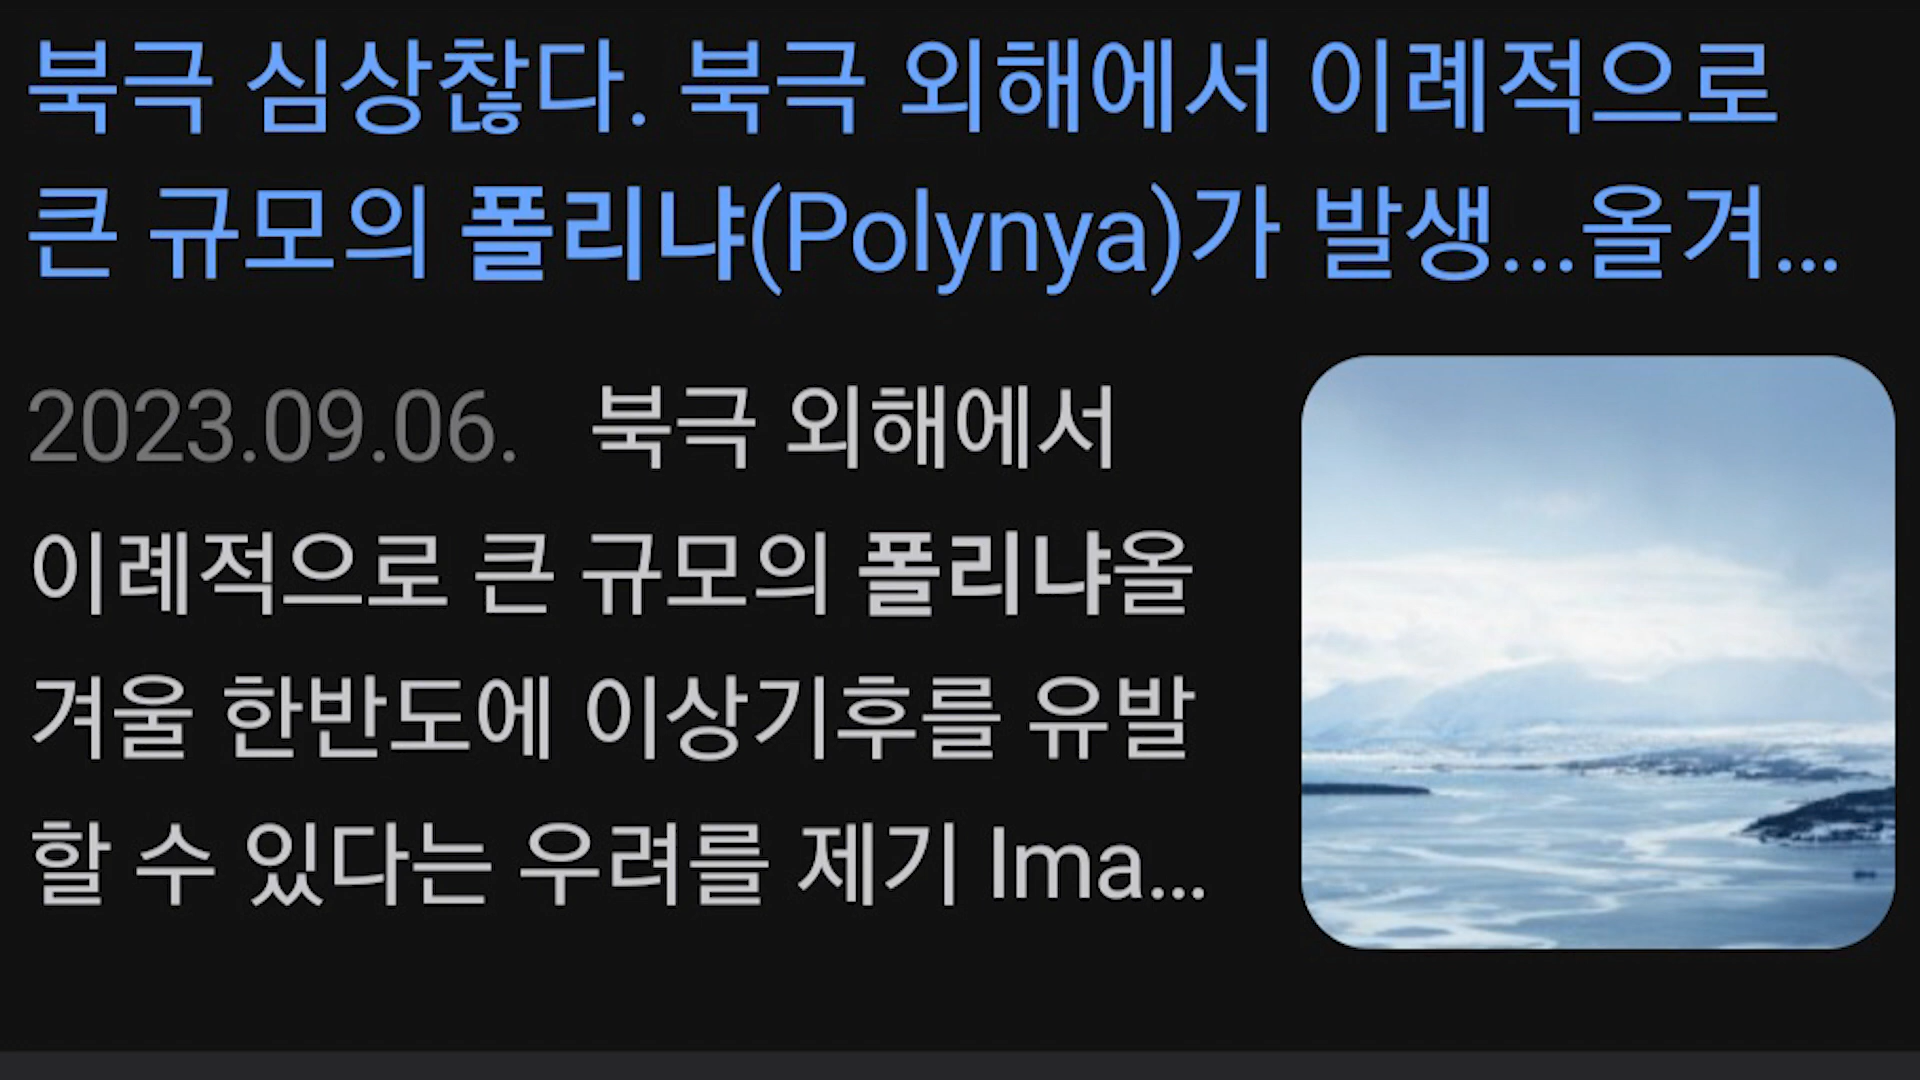 북극 심상찮다. 북극 외해에서 이례적으로
큰 규모의 폴리냐(Polynya)가 발생...올겨...
2023.09.06. 북극 외해에서
이례적으로 큰 규모의 폴리냐올
겨울 한반도에 이상기후를 유발
할 수 있다는 우려를 제기 Ima...